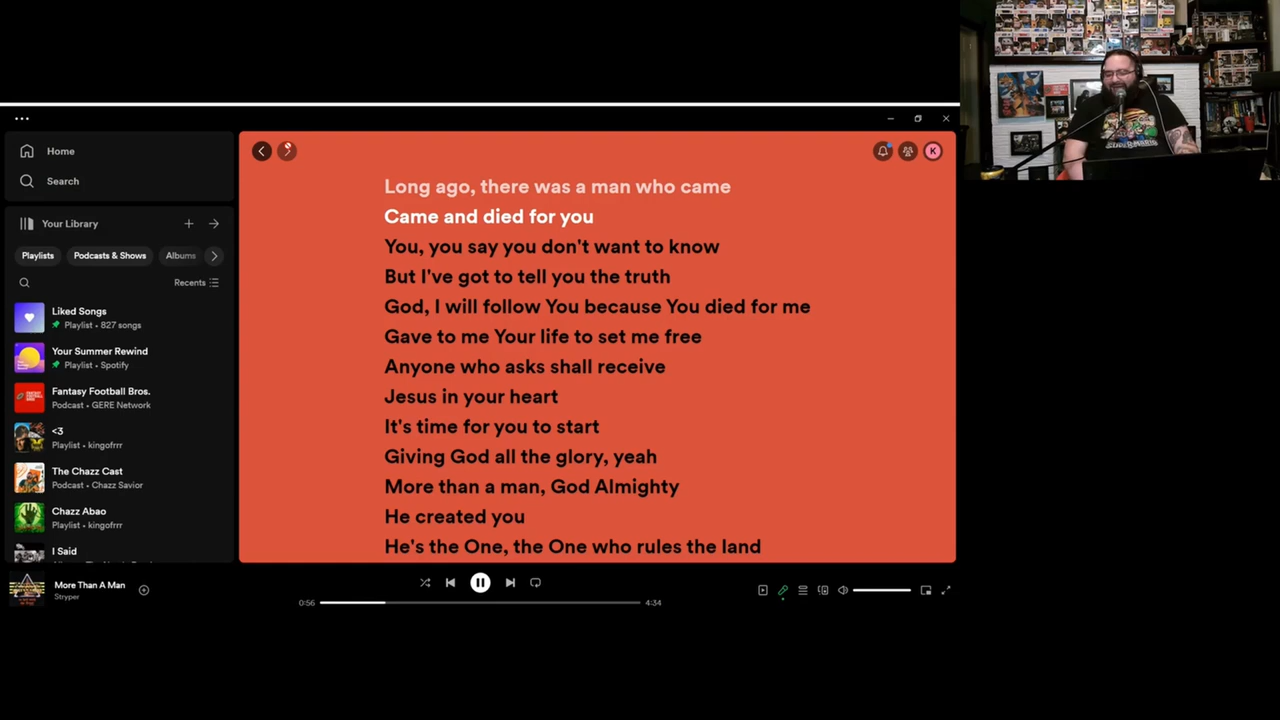 Home
Search
Your Library
Playlists
Podcasts & Shows
Albums
Recents
Liked Songs
Playlist • 827 songs
Your Summer Rewind
Playlist • Spotify
Fantasy Football Bros.
Podcast • GERE Network
<3
Playlist • kingofrrr
The Chazz Cast
Podcast • Chazz Savior
Chazz Abao
Playlist • kingofrrr
I Said
K
Long ago, there was a man who came
Came and died for you
You, you say you don't want to know
But I've got to tell you the truth
God, I will follow You because You died for me
Gave to me Your life to set me free
Anyone who asks shall receive
Jesus in your heart
It's time for you to start
Giving God all the glory, yeah
More than a man, God Almighty
He created you
He's the One, the One who rules the land
More Than A Man
Stryper
0:56
4:34